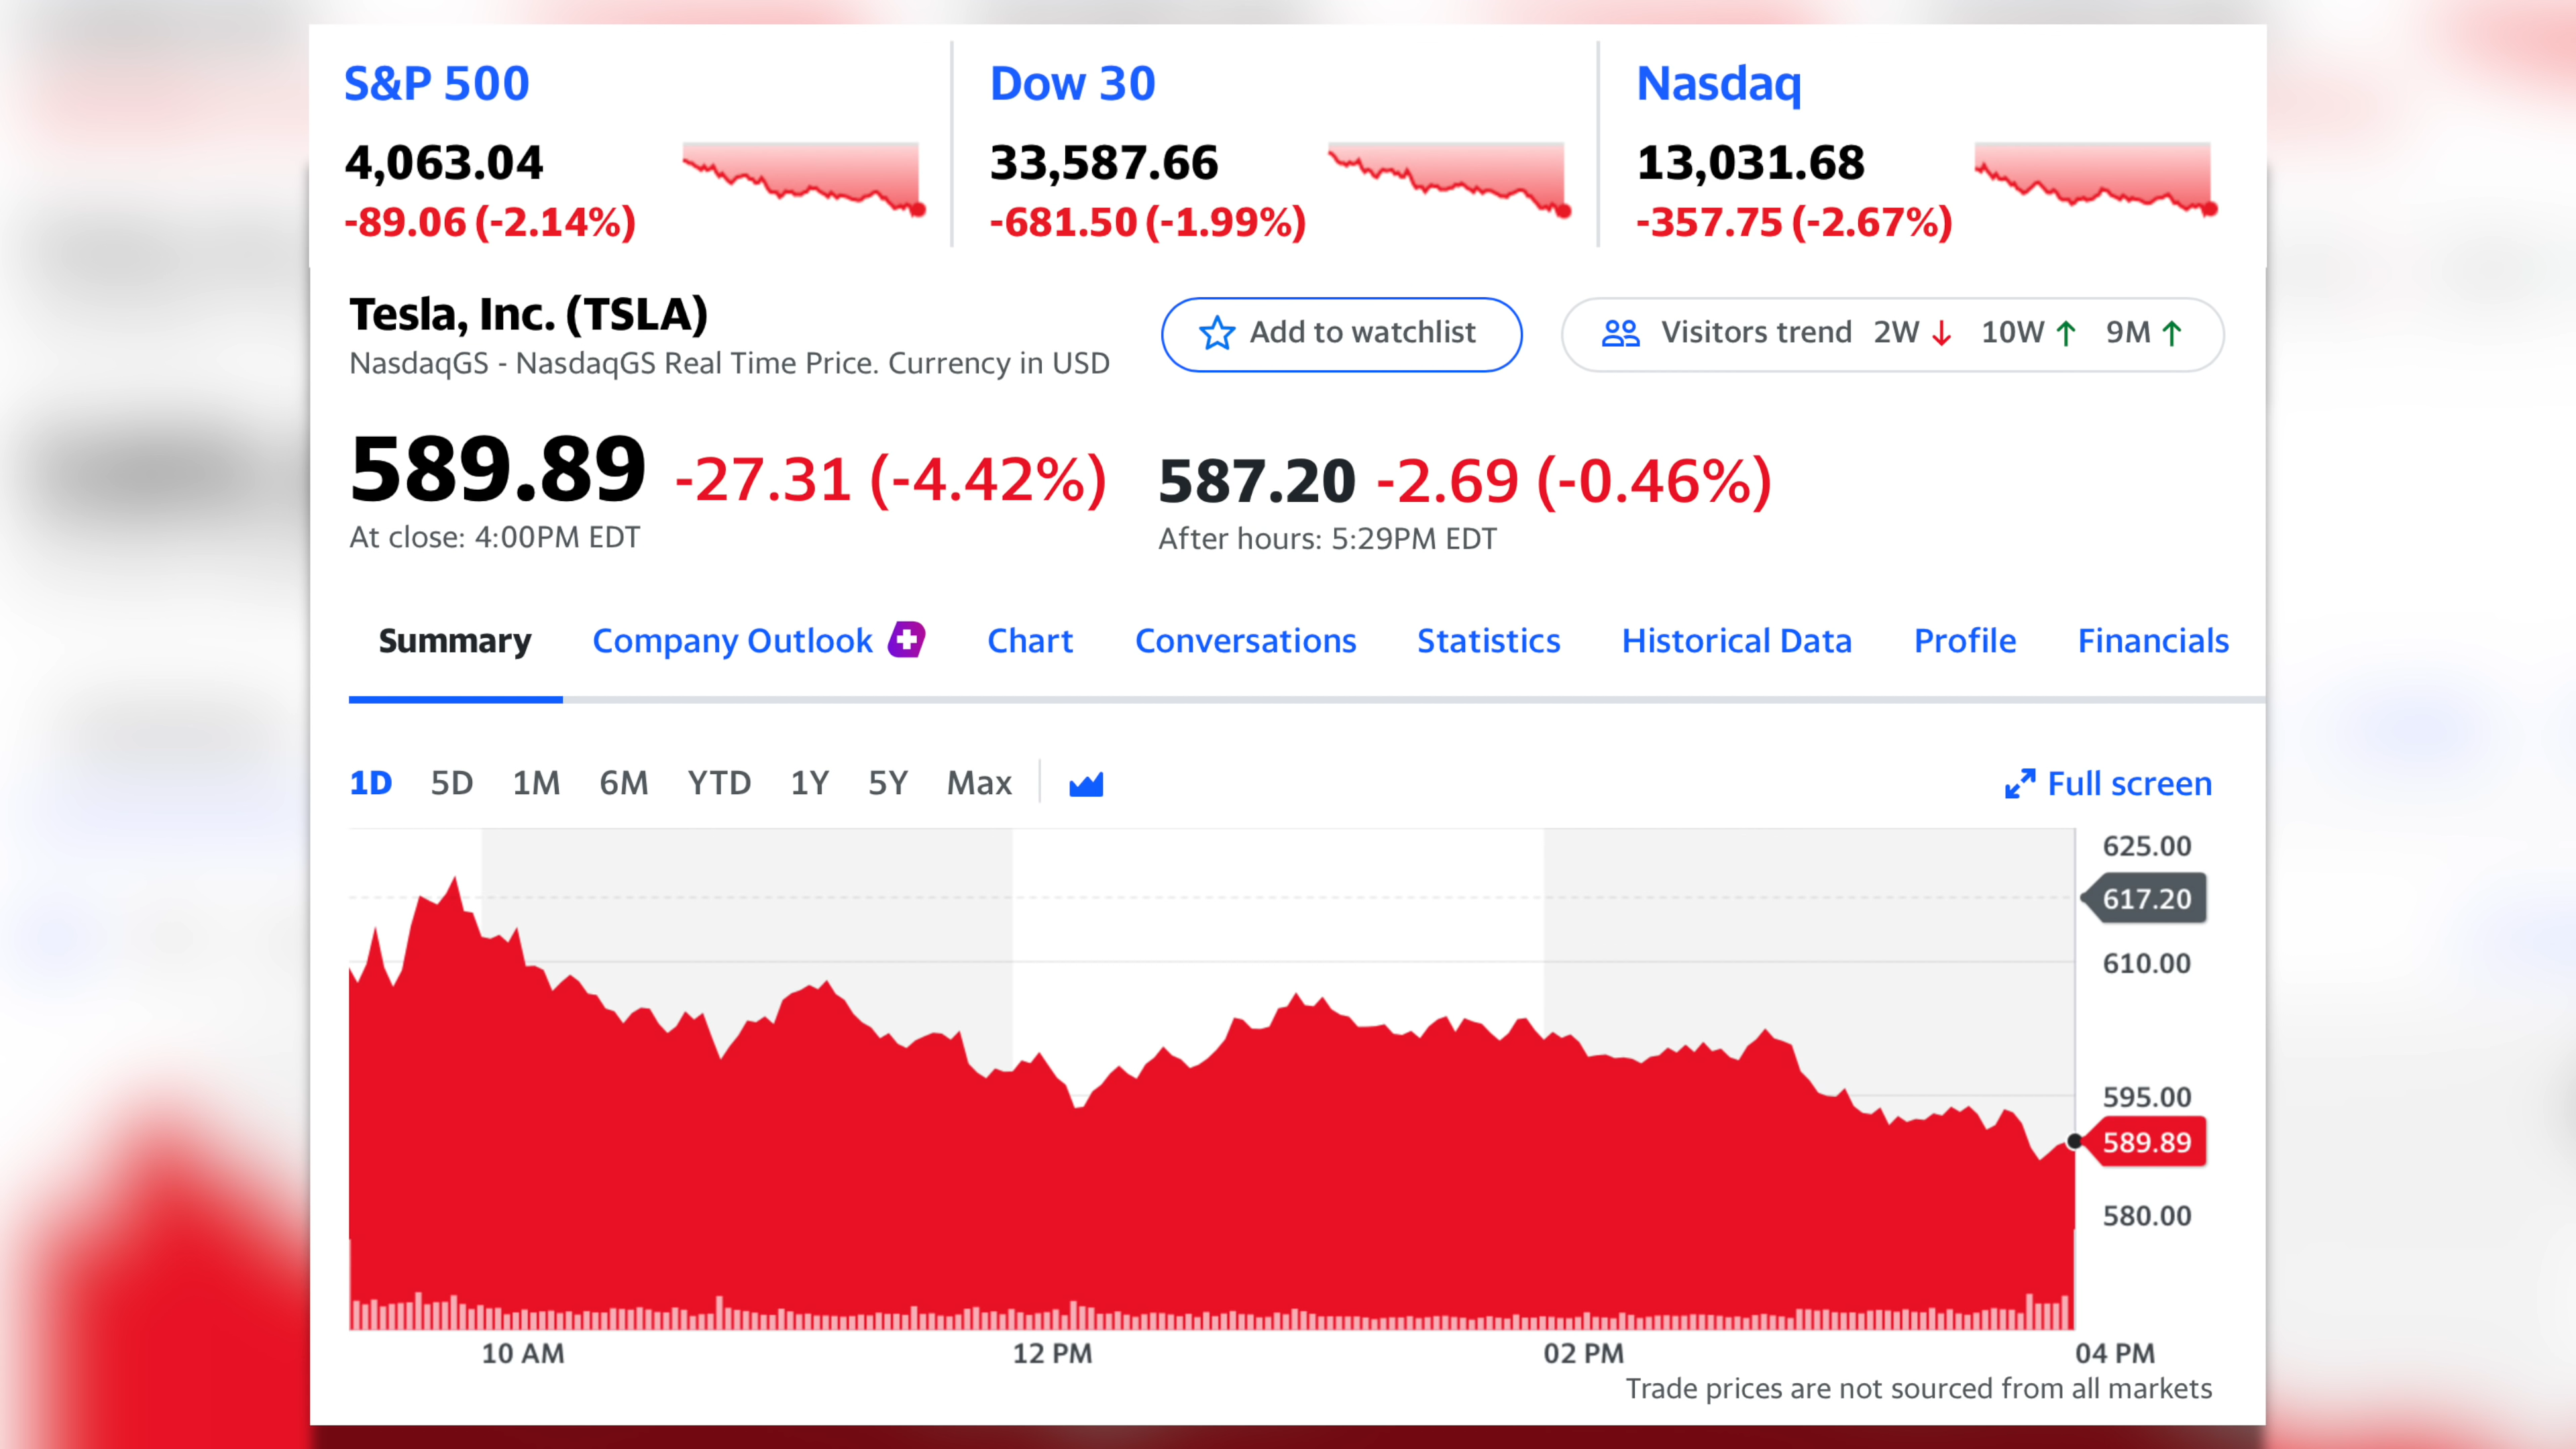 S&P 500
4,063.04
-89.06 (-2.14%)
Dow 30
33,587.66
-681.50 (-1.99%)
Nasdaq
13,031.68
-357.75 (-2.67%)
Tesla, Inc. (TSLA)
NasdaqGS - NasdaqGS Real Time Price. Currency in USD
Add to watchlist
Visitors trend 2W ↓ 10W ↑ 9M ↑
589.89 -27.31 (-4.42%)
At close: 4:00PM EDT
587.20 -2.69 (-0.46%)
After hours: 5:29PM EDT
Summary Company Outlook Chart Conversations Statistics Historical Data Profile Financials
1D 5D 1M 6M YTD 1Y 5Y Max
Full screen
625.00
617.20
610.00
595.00
589.89
580.00
10 AM 12 PM 02 PM 04 PM
Trade prices are not sourced from all markets